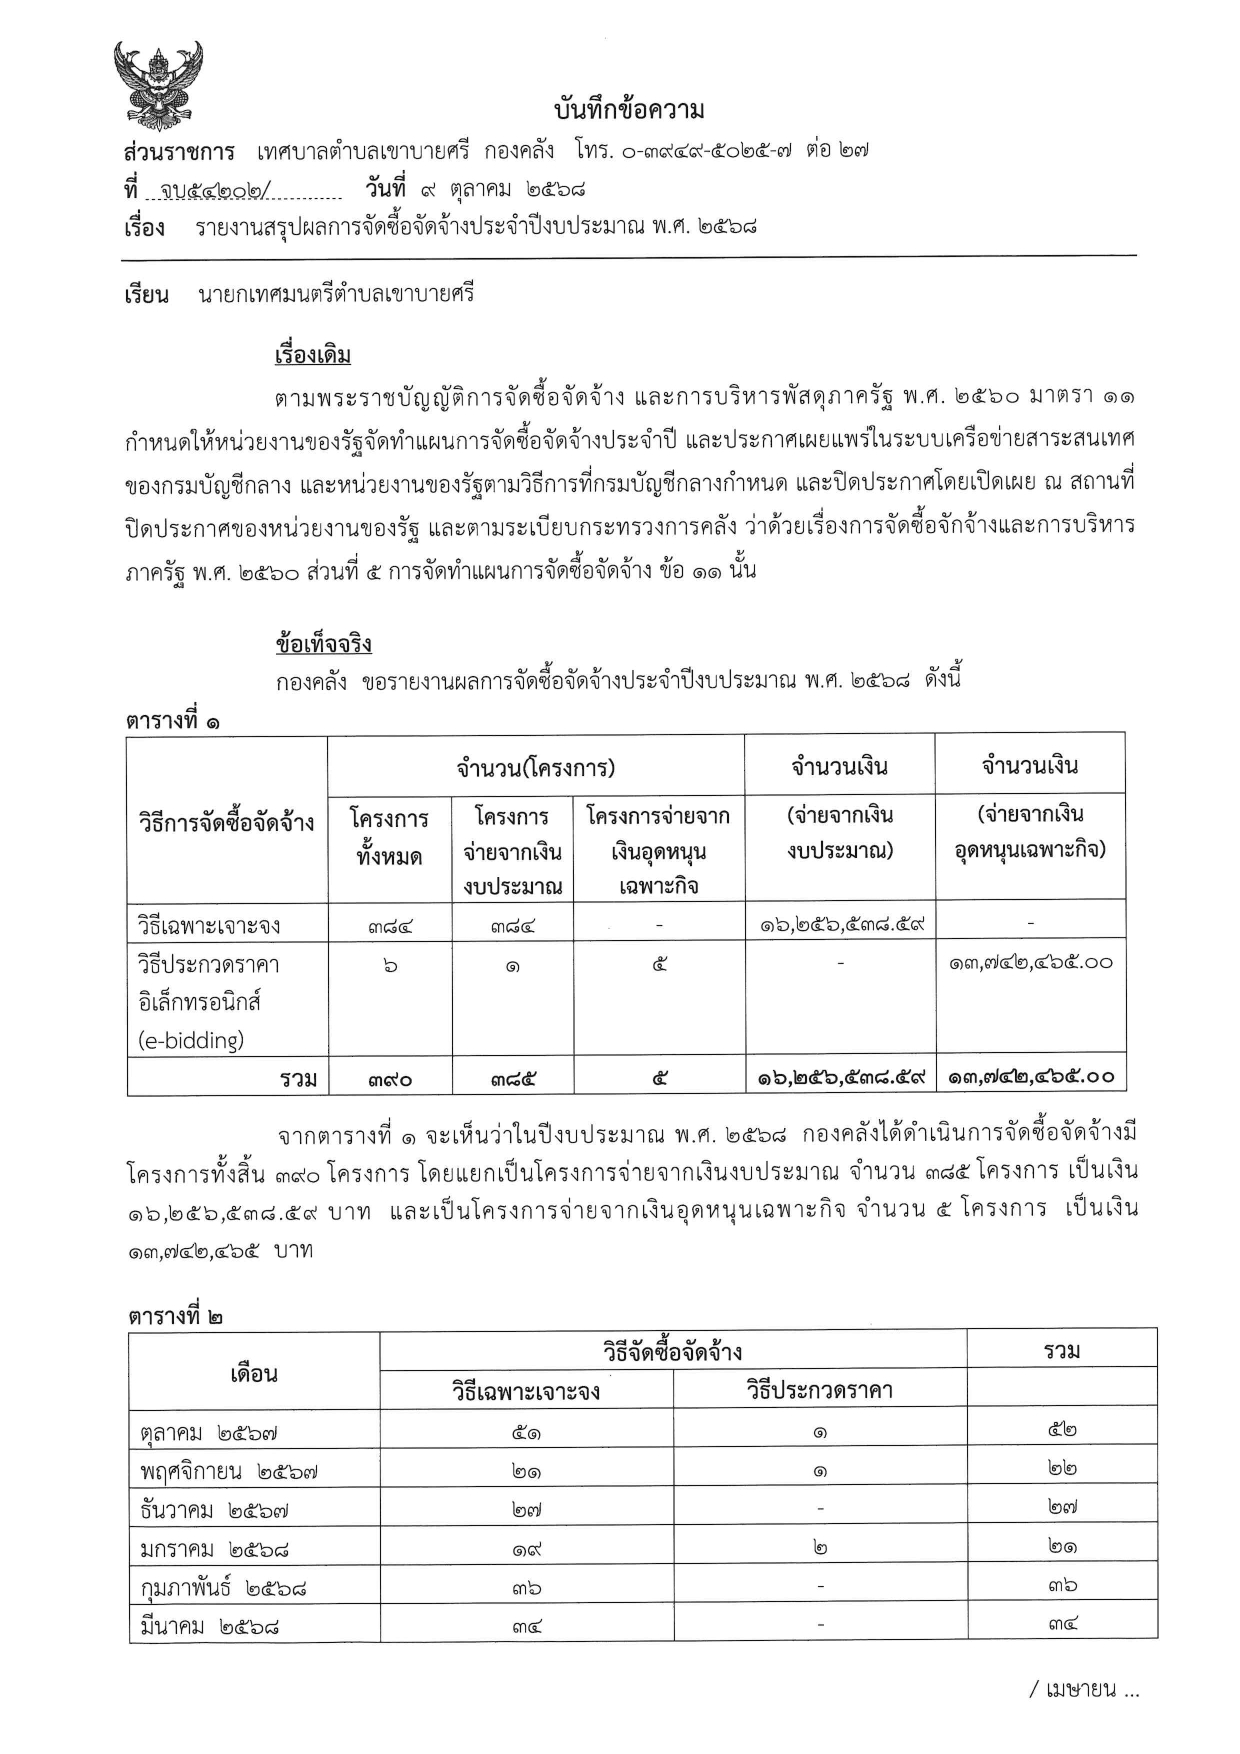 บันทึกข้อความ
ส่วนราชการ เทศบาลตำบลเขาบายศรี กองคลัง โทร. ๐-๓๙๔๙-๕๐๒๕-๗ ต่อ ๒๗
ที่ จบ๕๔๒๐๒/............ วันที่ ๙ ตุลาคม ๒๕๖๘
เรื่อง รายงานสรุปผลการจัดซื้อจัดจ้างประจำปีงบประมาณ พ.ศ. ๒๕๖๘
เรียน นายกเทศมนตรีตำบลเขาบายศรี
เรื่องเดิม
ตามพระราชบัญญัติการจัดซื้อจัดจ้าง และการบริหารพัสดุภาครัฐ พ.ศ. ๒๕๖๐ มาตรา ๑๑
กำหนดให้หน่วยงานของรัฐจัดทำแผนการจัดซื้อจัดจ้างประจำปี และประกาศเผยแพร่ในระบบเครือข่ายสาระสนเทศ
ของกรมบัญชีกลาง และหน่วยงานของรัฐตามวิธีการที่กรมบัญชีกลางกำหนด และปิดประกาศโดยเปิดเผย ณ สถานที่
ปิดประกาศของหน่วยงานของรัฐ และตามระเบียบกระทรวงการคลัง ว่าด้วยเรื่องการจัดซื้อจักจ้างและการบริหาร
ภาครัฐ พ.ศ. ๒๕๖๐ ส่วนที่ ๕ การจัดทำแผนการจัดซื้อจัดจ้าง ข้อ ๑๑ นั้น
ข้อเท็จจริง
กองคลัง ขอรายงานผลการจัดซื้อจัดจ้างประจำปีงบประมาณ พ.ศ. ๒๕๖๘ ดังนี้
ตารางที่ ๑
วิธีการจัดซื้อจัดจ้าง จำนวน(โครงการ) จำนวนเงิน จำนวนเงิน
โครงการ โครงการ โครงการจ่ายจาก (จ่ายจากเงิน (จ่ายจากเงิน
ทั้งหมด จ่ายจากเงิน เงินอุดหนุน งบประมาณ) อุดหนุนเฉพาะกิจ)
งบประมาณ เฉพาะกิจ
วิธีเฉพาะเจาะจง ๓๘๔ ๓๘๔ - ๑๖,๒๕๖,๕๓๘.๕๙ -
วิธีประกวดราคา ๖ ๑ ๕ - ๑๓,๗๔๒,๔๖๕.๐๐
อิเล็กทรอนิกส์
(e-bidding)
รวม ๓๙๐ ๓๘๕ ๕ ๑๖,๒๕๖,๕๓๘.๕๙ ๑๓,๗๔๒,๔๖๕.๐๐
จากตารางที่ ๑ จะเห็นว่าในปีงบประมาณ พ.ศ. ๒๕๖๘ กองคลังได้ดำเนินการจัดซื้อจัดจ้างมี
โครงการทั้งสิ้น ๓๙๐ โครงการ โดยแยกเป็นโครงการจ่ายจากเงินงบประมาณ จำนวน ๓๘๕ โครงการ เป็นเงิน
๑๖,๒๕๖,๕๓๘.๕๙ บาท และเป็นโครงการจ่ายจากเงินอุดหนุนเฉพาะกิจ จำนวน ๕ โครงการ เป็นเงิน
๑๓,๗๔๒,๔๖๕ บาท
ตารางที่ ๒
เดือน วิธีจัดซื้อจัดจ้าง รวม
วิธีเฉพาะเจาะจง วิธีประกวดราคา
ตุลาคม ๒๕๖๗ ๕๑ ๑ ๕๒
พฤศจิกายน ๒๕๖๗ ๒๑ ๑ ๒๒
ธันวาคม ๒๕๖๗ ๒๗ - ๒๗
มกราคม ๒๕๖๘ ๑๙ ๒ ๒๑
กุมภาพันธ์ ๒๕๖๘ ๓๖ - ๓๖
มีนาคม ๒๕๖๘ ๓๔ - ๓๔
/ เมษายน ...